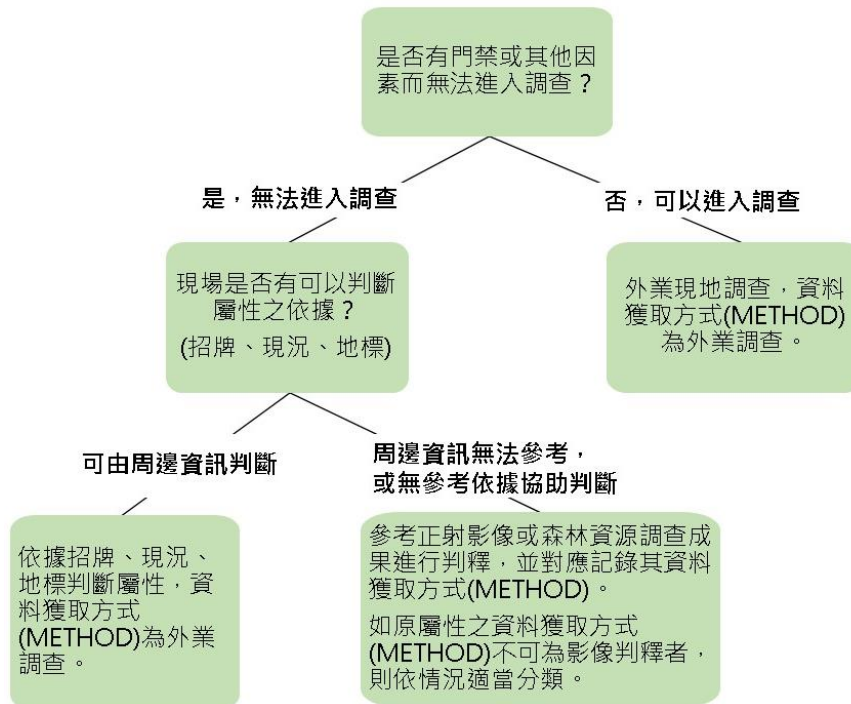 是否有門禁或其他因
素而無法進入調查？
是，無法進入調查
否，可以進入調查
現場是否有可以判斷
屬性之依據？
(招牌、現況、地標)
外業現地調查，資料
獲取方式(METHOD)
為外業調查。
可由周邊資訊判斷
周邊資訊無法參考，
或無參考依據協助判斷
依據招牌、現況、
地標判斷屬性，資
料獲取方式
(METHOD)為外業
調查。
參考正射影像或森林資源調查成
果進行判釋，並對應記錄其資料
獲取方式(METHOD)。
如原屬性之資料獲取方式
(METHOD)不可為影像判釋者，
則依情況適當分類。